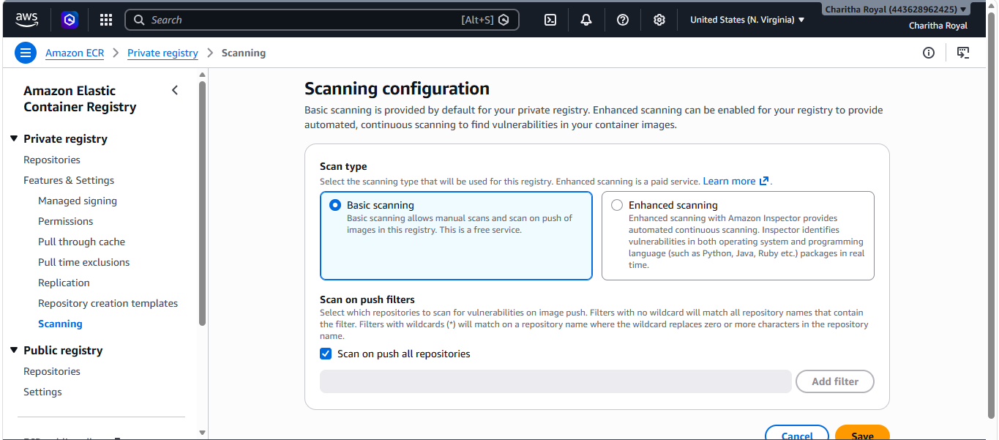 aws
Search
[Alt+S]
United States (N. Virginia)
Charitha Royal (443628962425)
Charitha Royal
Amazon ECR
Private registry
Scanning
Amazon Elastic
Container Registry
Private registry
Repositories
Features & Settings
Managed signing
Permissions
Pull through cache
Pull time exclusions
Replication
Repository creation templates
Scanning
Public registry
Repositories
Settings
Scanning configuration
Basic scanning is provided by default for your private registry. Enhanced scanning can be enabled for your registry to provide
automated, continuous scanning to find vulnerabilities in your container images.
Scan type
Select the scanning type that will be used for this registry. Enhanced scanning is a paid service. Learn more .
Basic scanning
Basic scanning allows manual scans and scan on push of
images in this registry. This is a free service.
Enhanced scanning
Enhanced scanning with Amazon Inspector provides
automated continuous scanning. Inspector identifies
vulnerabilities in both operating system and programming
language (such as Python, Java, Ruby etc.) packages in real
time.
Scan on push filters
Select which repositories to scan for vulnerabilities on image push. Filters with no wildcard will match all repository names that contain
the filter. Filters with wildcards (*) will match on a repository name where the wildcard replaces zero or more characters in the repository
name.
Scan on push all repositories
Add filter
Cancel
Save